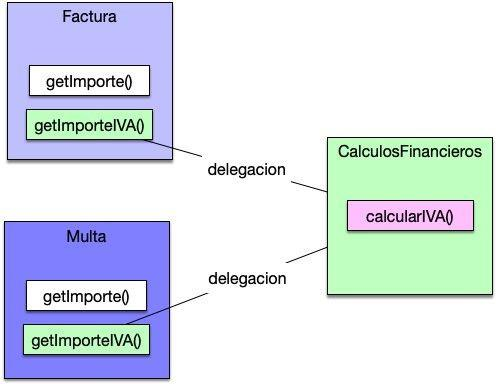 Factura
getImporte()
getImporteIVA()
delegacion
CalculosFinancieros
calcularIVA()
Multa
getImporte()
getImporteIVA()
delegacion